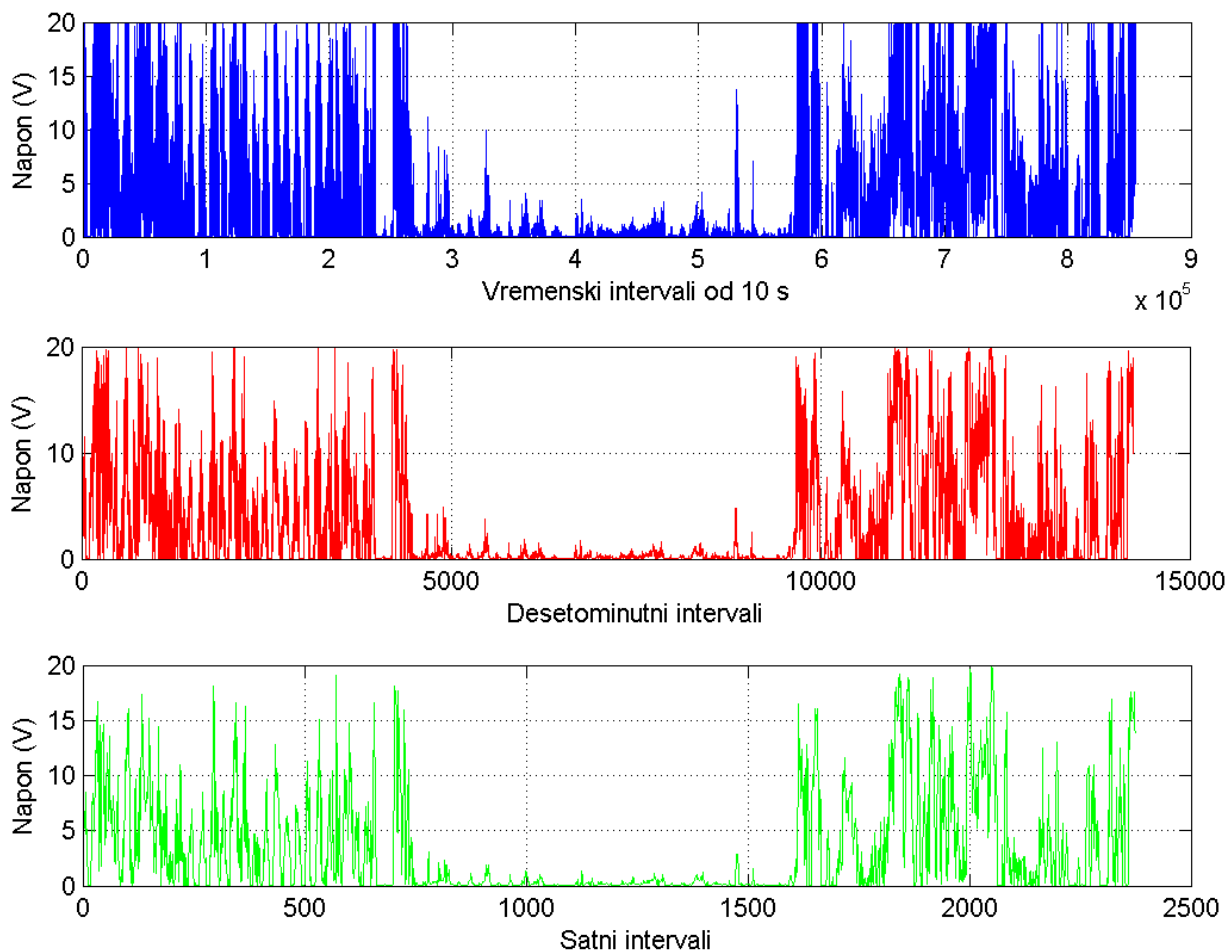 20
15
10
5
0
Napon (V)
0 1 2 3 4 5 6 7 8 9
Vremenski intervali od 10 s
x 10^5
20
10
0
Napon (V)
0 5000 10000 15000
Desetominutni intervali
20
15
10
5
0
Napon (V)
0 500 1000 1500 2000 2500
Satni intervali